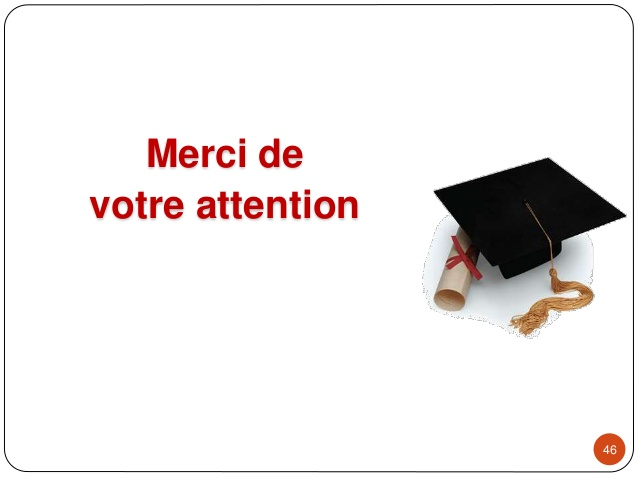 Merci de
votre attention
46